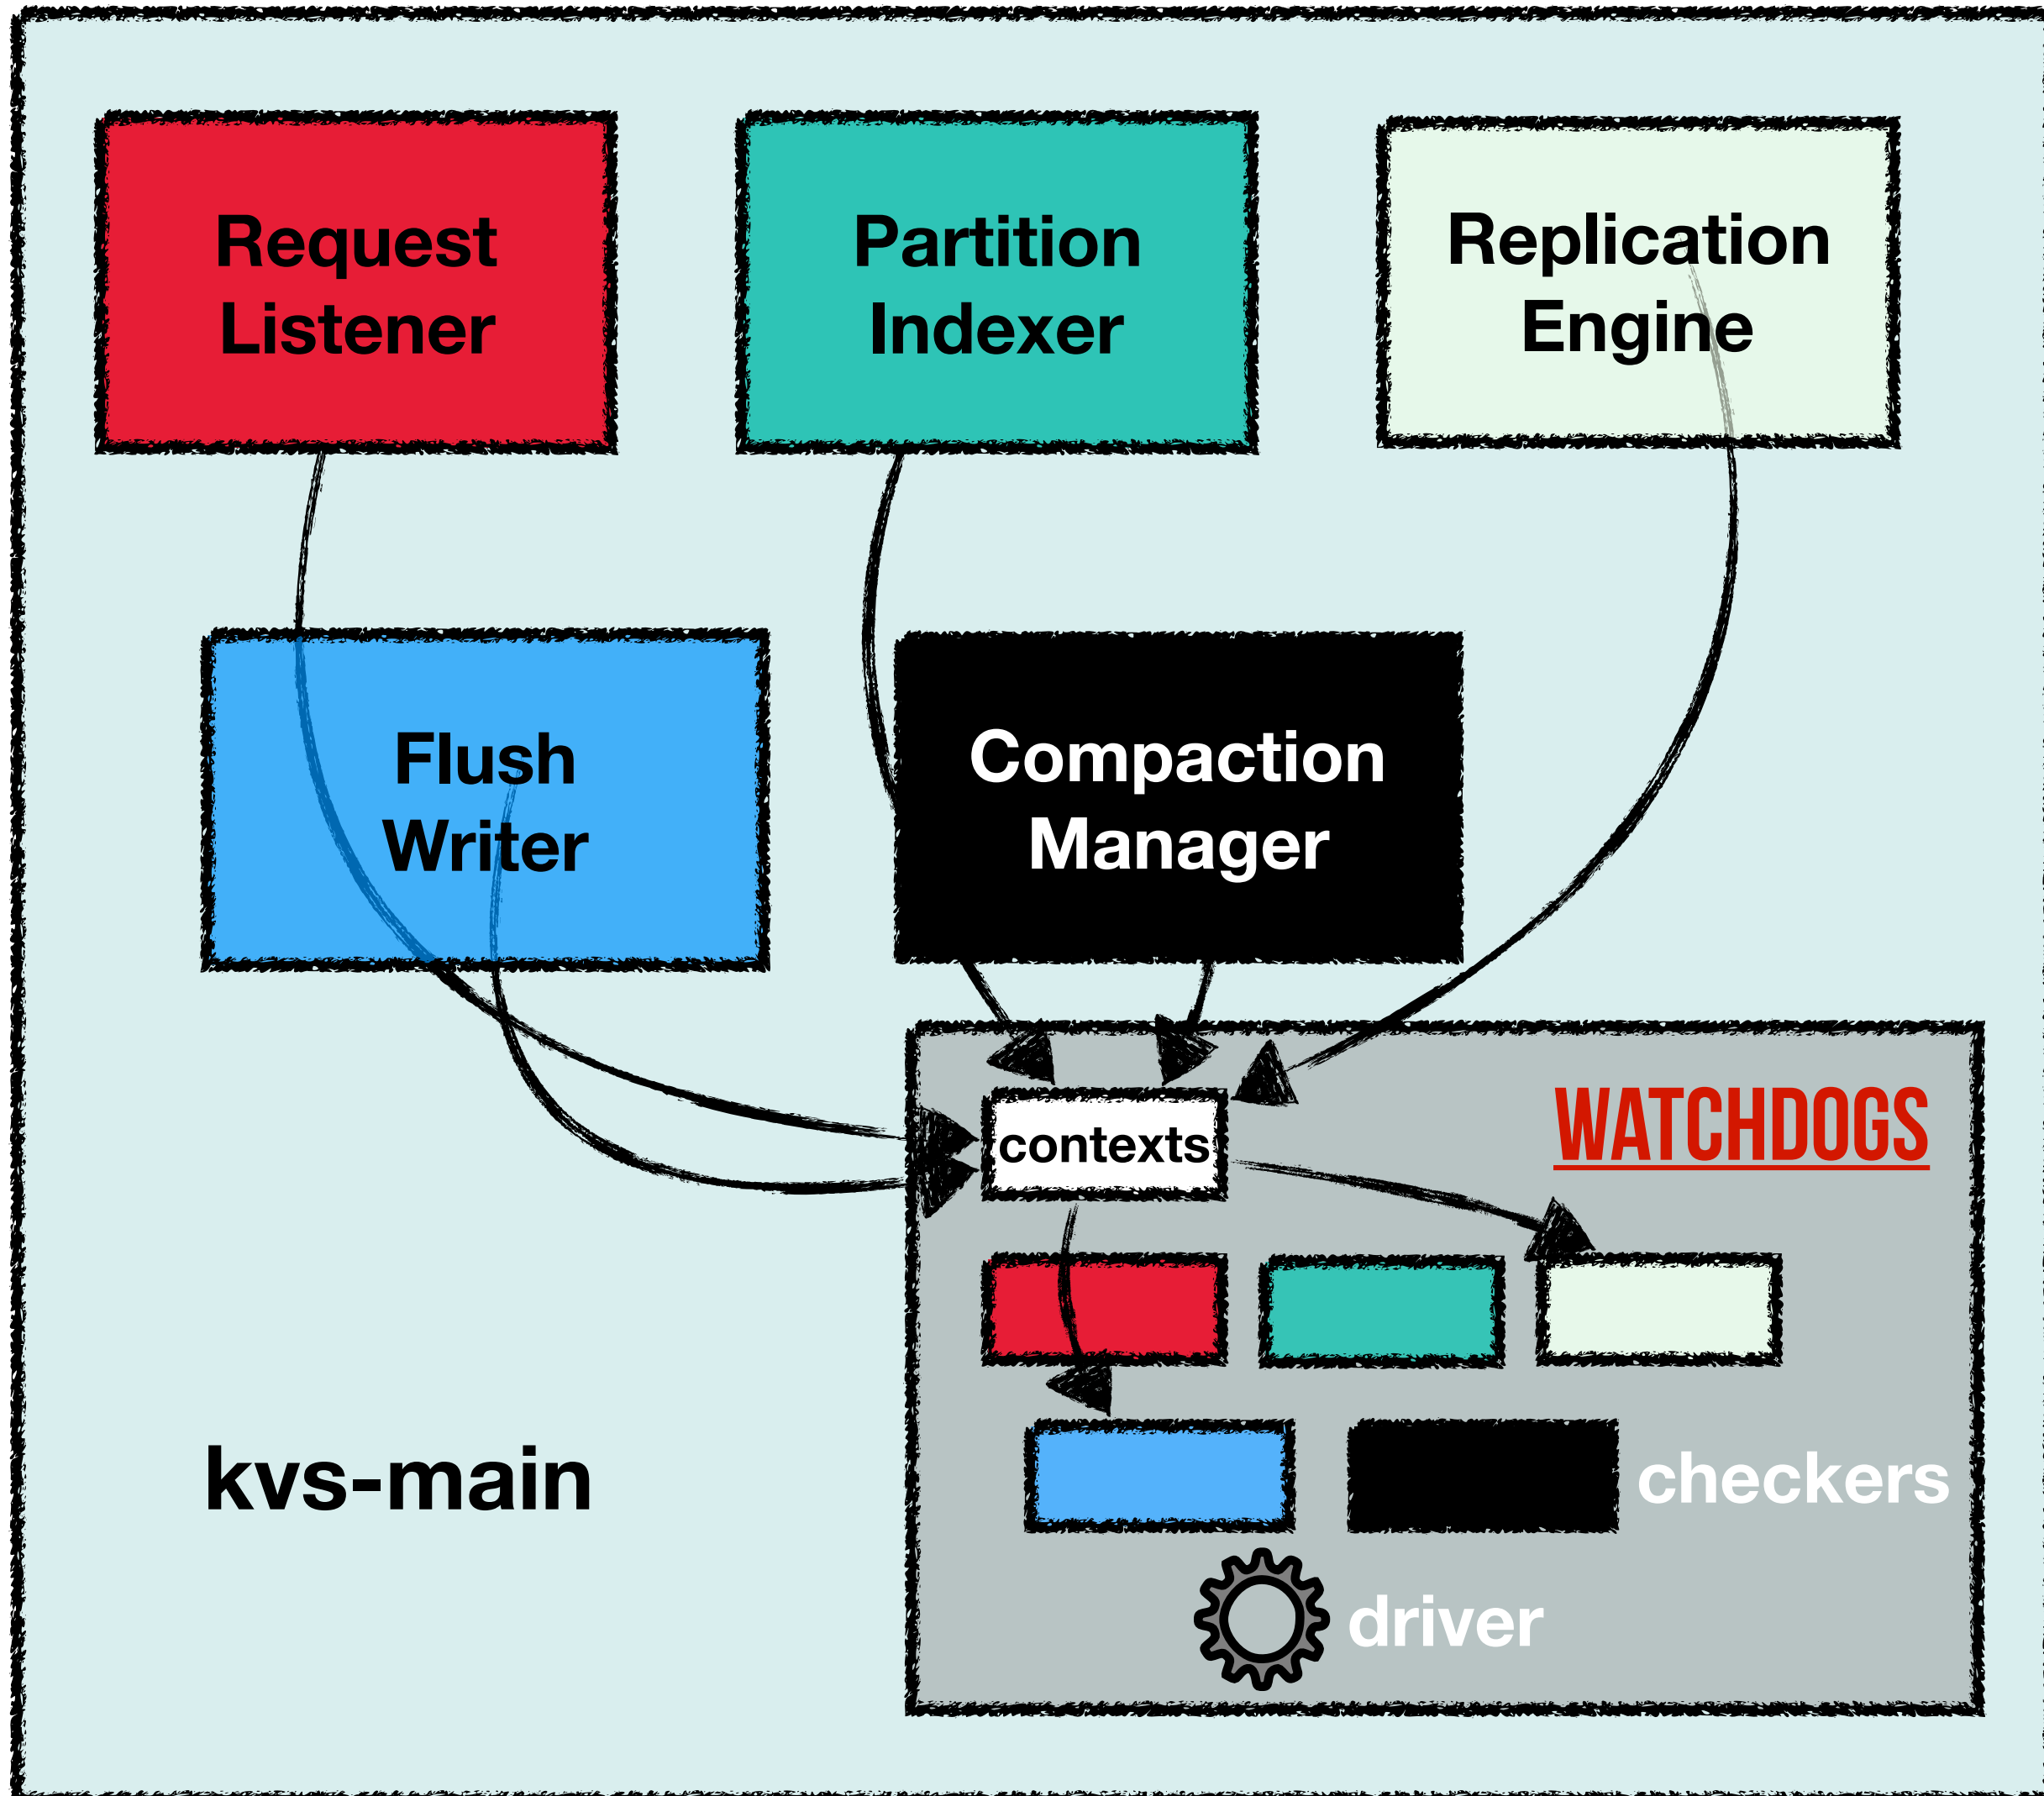 Request
Listener
Partition
Indexer
Replication
Engine
Flush
Writer
Compaction
Manager
WATCHDOGS
contexts
checkers
kvs-main
driver